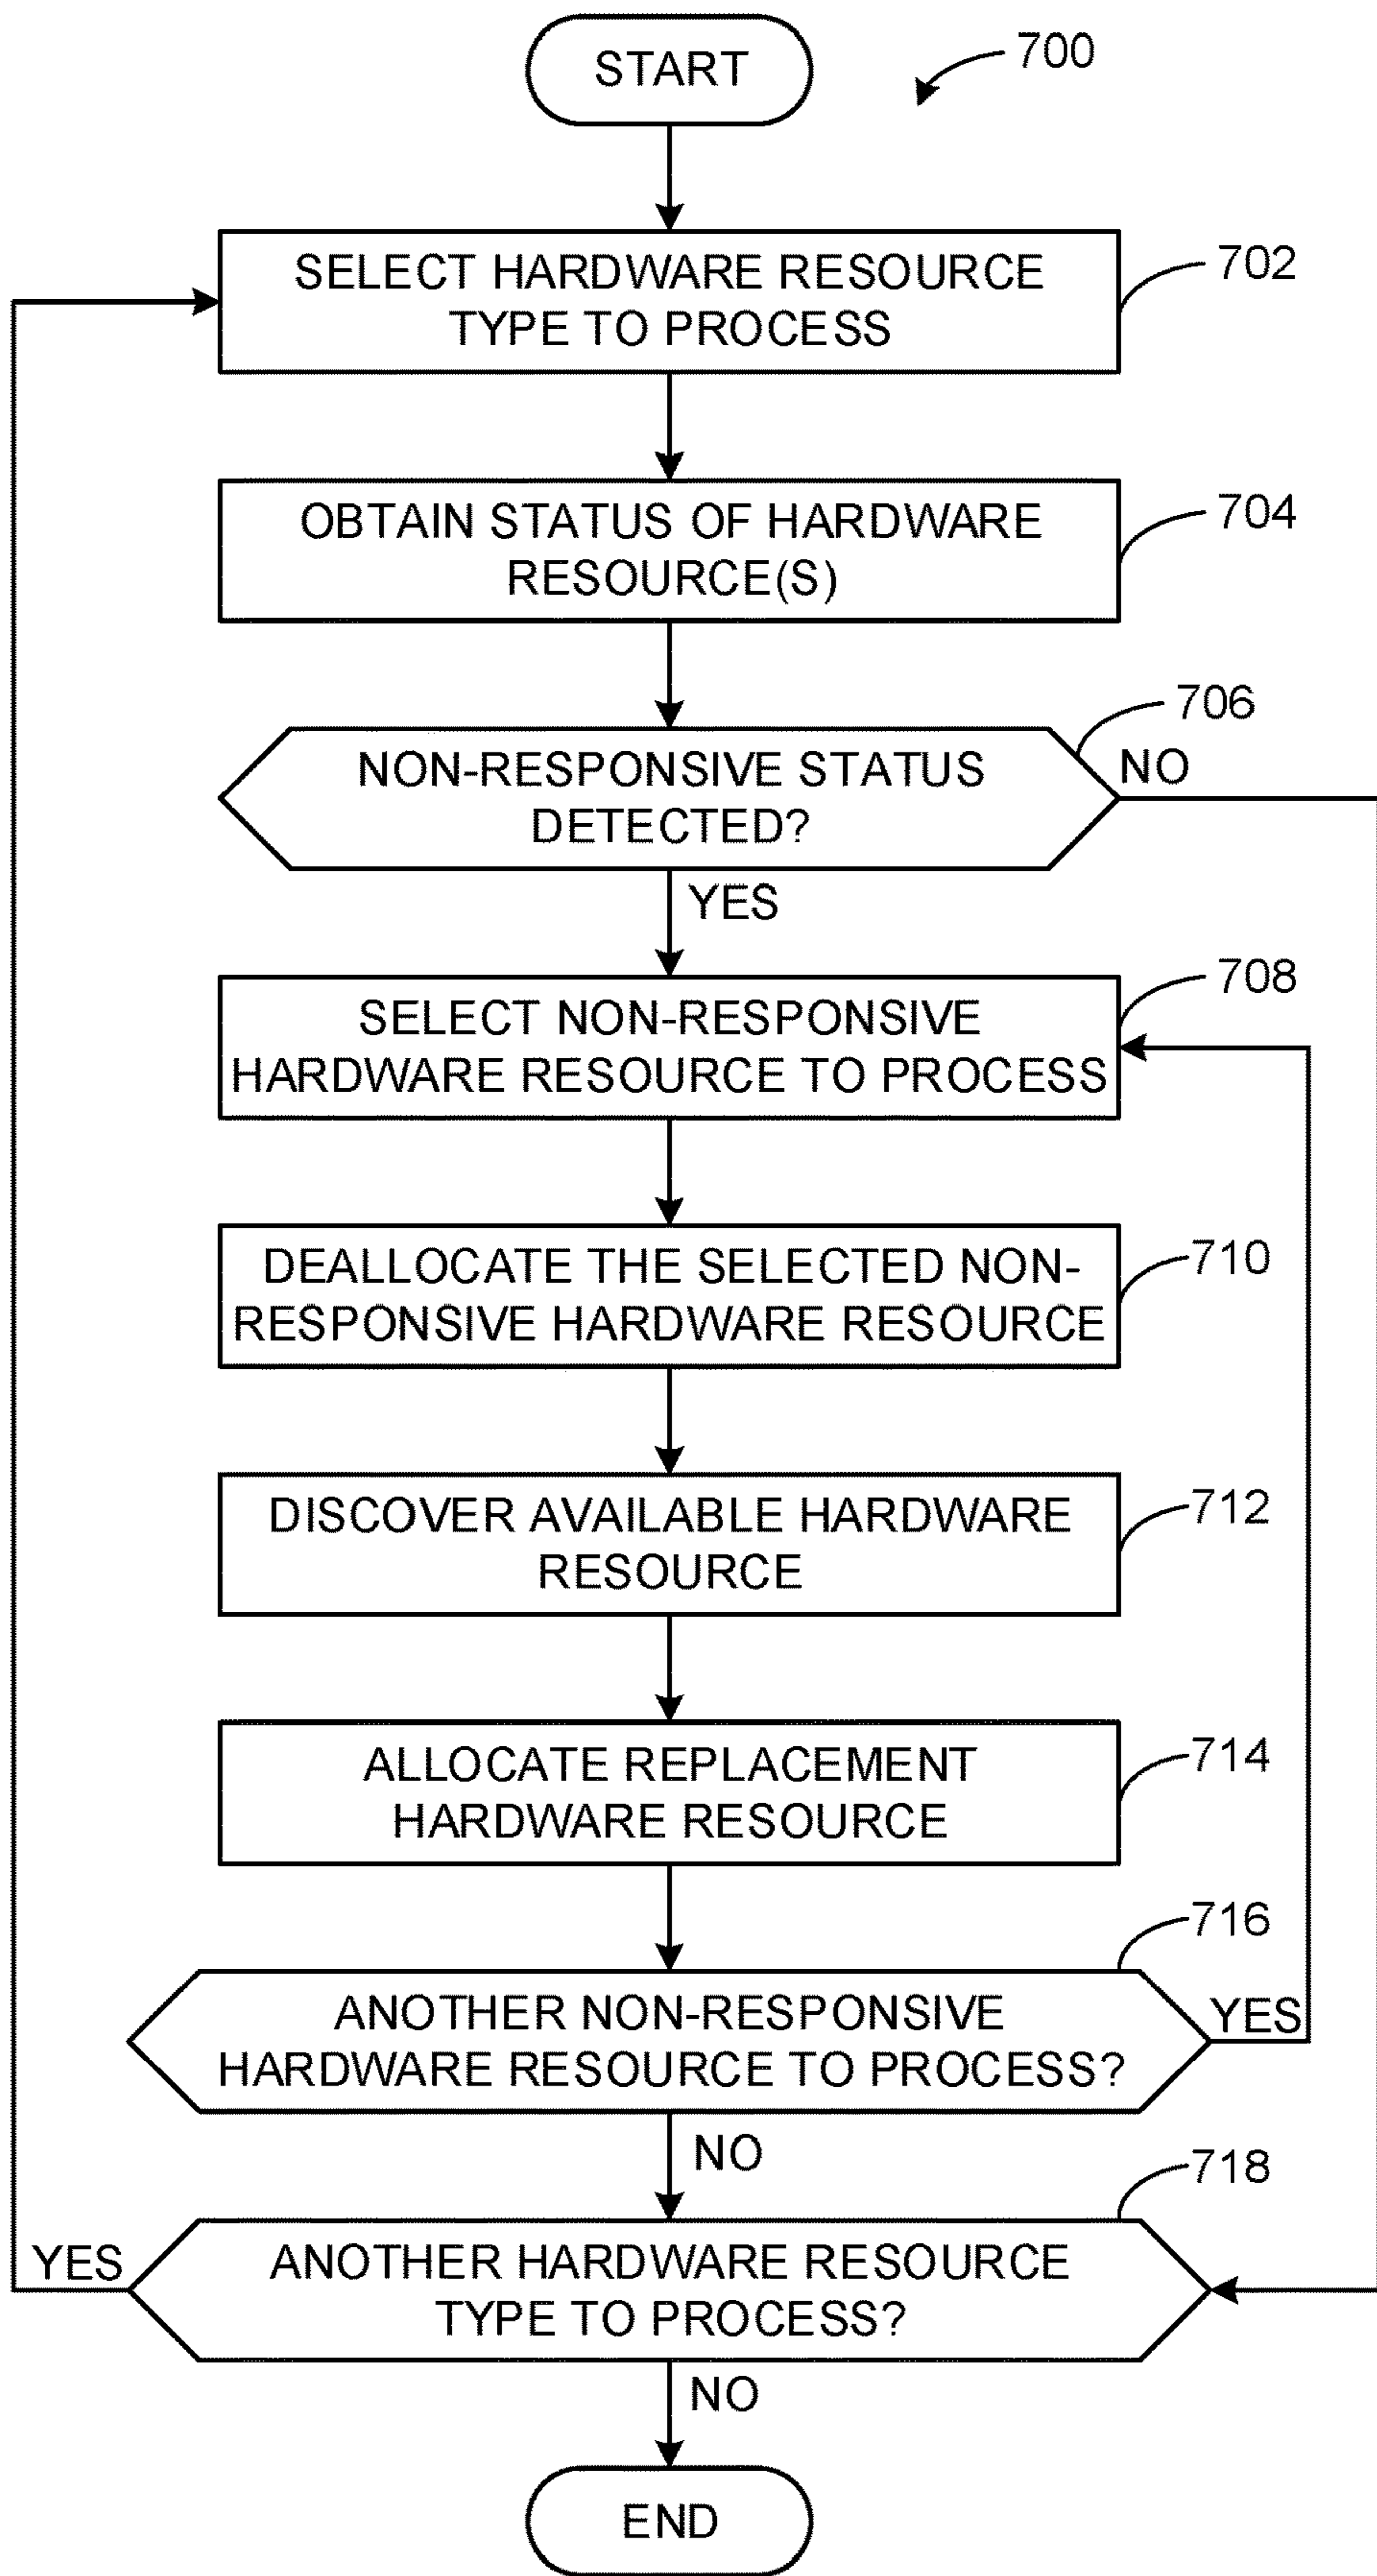 START
700
SELECT HARDWARE RESOURCE
TYPE TO PROCESS
702
OBTAIN STATUS OF HARDWARE
RESOURCE(S)
704
706
NON-RESPONSIVE STATUS
DETECTED?
NO
YES
708
SELECT NON-RESPONSIVE
HARDWARE RESOURCE TO PROCESS
DEALLOCATE THE SELECTED NON-
RESPONSIVE HARDWARE RESOURCE
710
DISCOVER AVAILABLE HARDWARE
RESOURCE
712
ALLOCATE REPLACEMENT
HARDWARE RESOURCE
714
716
ANOTHER NON-RESPONSIVE
HARDWARE RESOURCE TO PROCESS?
YES
NO
718
YES
ANOTHER HARDWARE RESOURCE
TYPE TO PROCESS?
NO
END